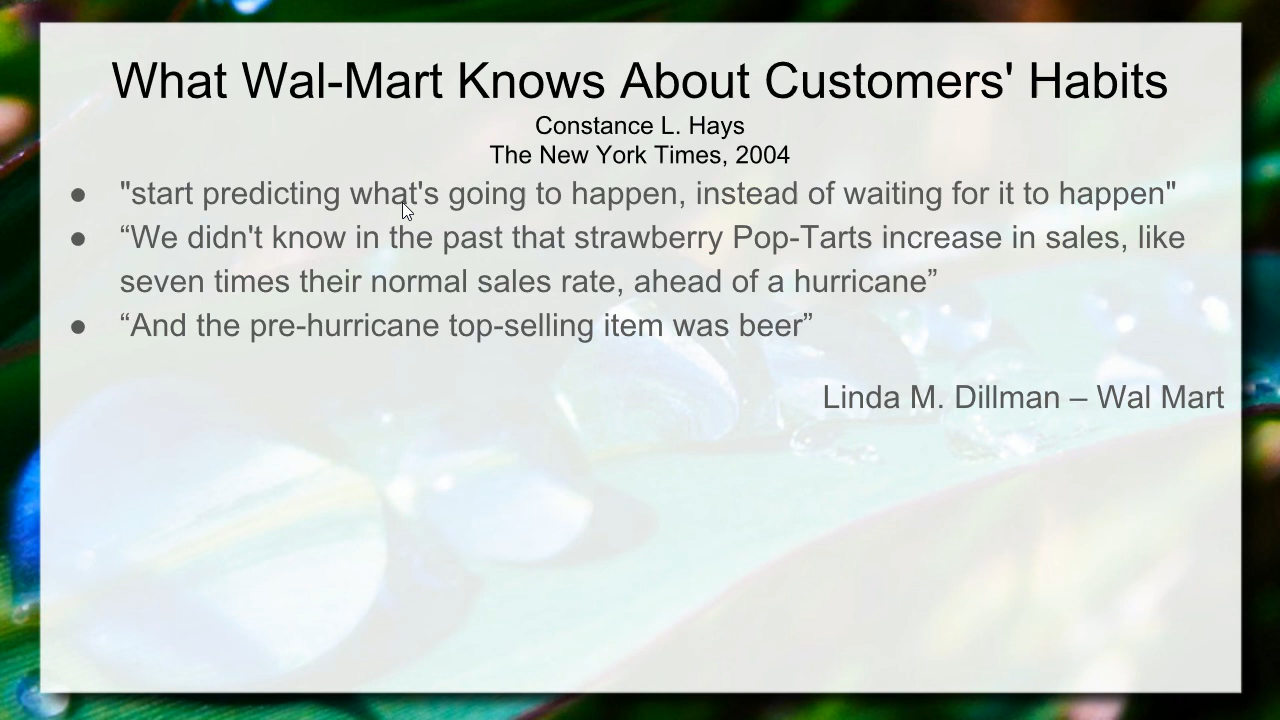 What Wal-Mart Knows About Customers' Habits
Constance L. Hays
The New York Times, 2004
● "start predicting what's going to happen, instead of waiting for it to happen"
● “We didn't know in the past that strawberry Pop-Tarts increase in sales, like
seven times their normal sales rate, ahead of a hurricane”
● “And the pre-hurricane top-selling item was beer”
Linda M. Dillman – Wal Mart